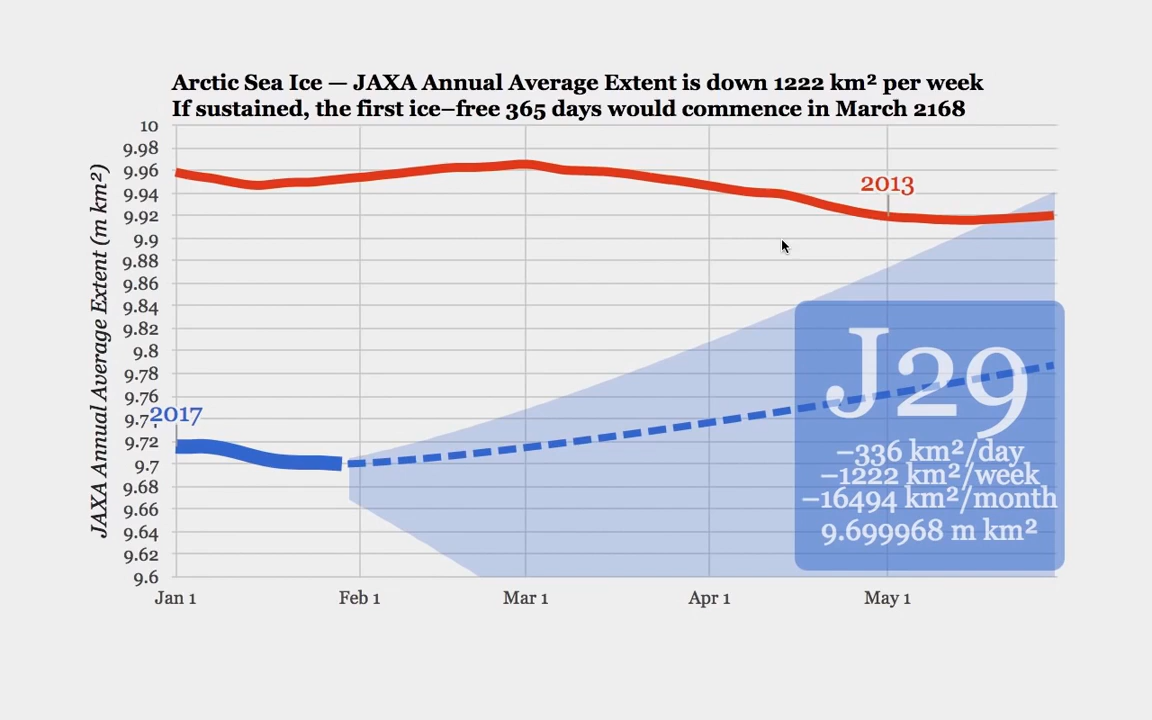 Arctic Sea Ice — JAXA Annual Average Extent is down 1222 km² per week
If sustained, the first ice–free 365 days would commence in March 2168
JAXA Annual Average Extent (m km²)
10
9.98
9.96
9.94
9.92
9.9
9.88
9.86
9.84
9.82
9.8
9.78
9.76
9.7
9.72
9.7
9.68
9.66
9.64
9.62
9.6
2013
2017
J29
–336 km²/day
–1222 km²/week
–16494 km²/month
9.699968 m km²
Jan 1
Feb 1
Mar 1
Apr 1
May 1